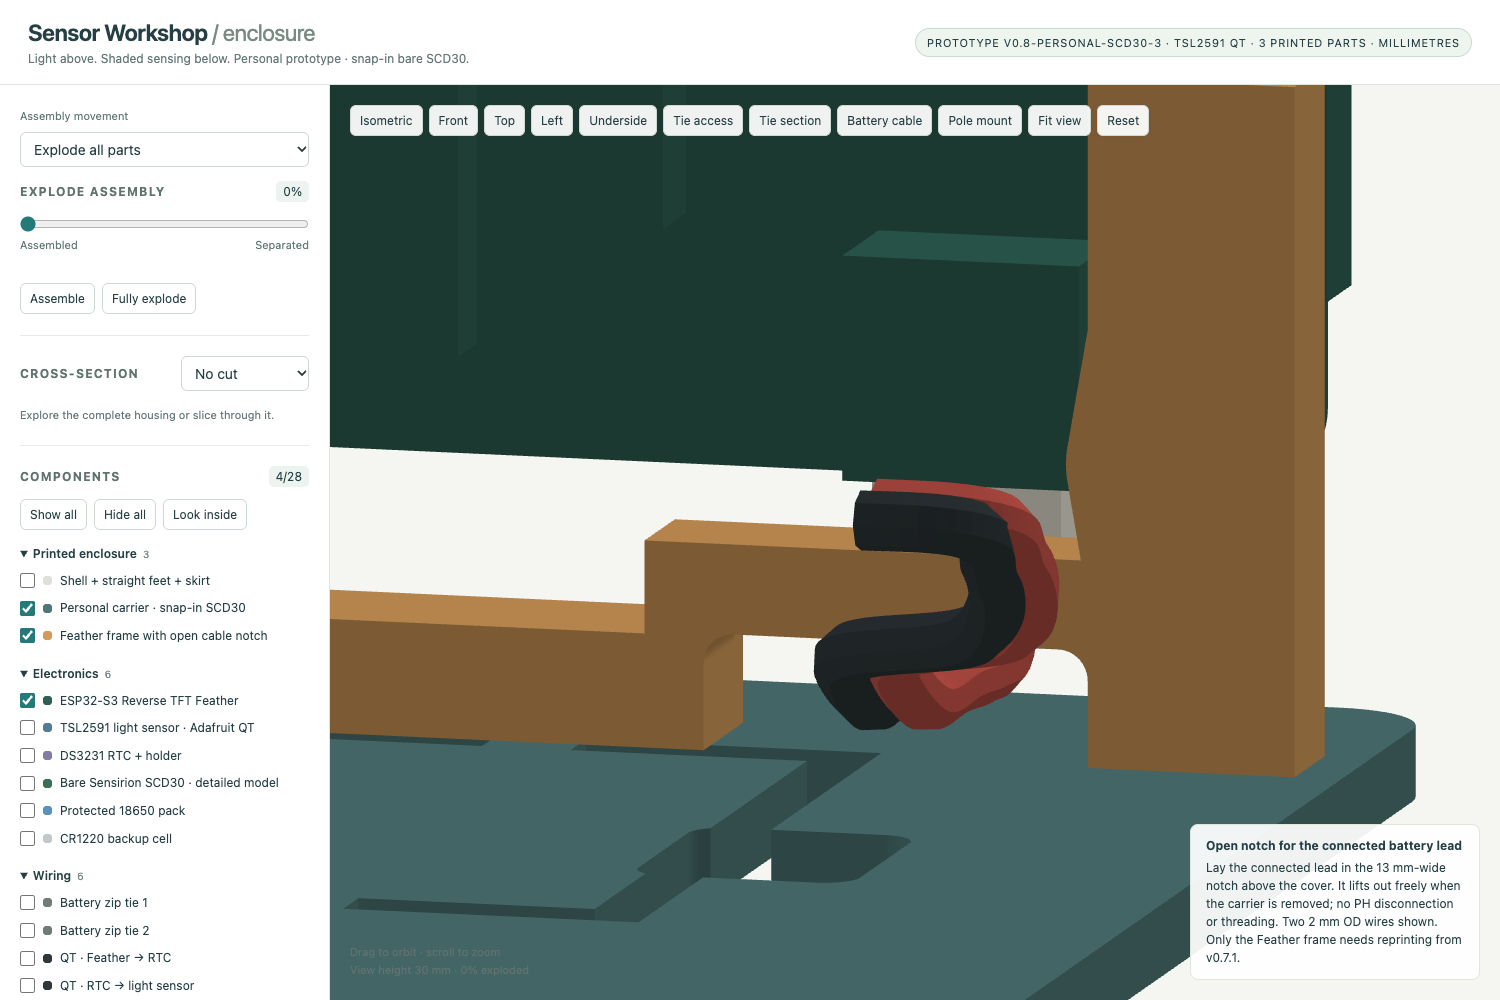 Sensor Workshop / enclosure
Light above. Shaded sensing below. Personal prototype · snap-in bare SCD30.
PROTOTYPE V0.8-PERSONAL-SCD30-3 · TSL2591 QT · 3 PRINTED PARTS · MILLIMETRES
Assembly movement
Explode all parts
EXPLODE ASSEMBLY 0%
Assembled Separated
Assemble Fully explode
CROSS-SECTION No cut
Explore the complete housing or slice through it.
COMPONENTS 4/28
Show all Hide all Look inside
Printed enclosure 3
Shell + straight feet + skirt
Personal carrier · snap-in SCD30
Feather frame with open cable notch
Electronics 6
ESP32-S3 Reverse TFT Feather
TSL2591 light sensor · Adafruit QT
DS3231 RTC + holder
Bare Sensirion SCD30 · detailed model
Protected 18650 pack
CR1220 backup cell
Wiring 6
Battery zip tie 1
Battery zip tie 2
QT · Feather → RTC
QT · RTC → light sensor
Isometric Front Top Left Underside Tie access Tie section Battery cable Pole mount Fit view Reset
Drag to orbit · scroll to zoom
View height 30 mm · 0% exploded
Open notch for the connected battery lead
Lay the connected lead in the 13 mm-wide
notch above the cover. It lifts out freely when
the carrier is removed; no PH disconnection
or threading. Two 2 mm OD wires shown.
Only the Feather frame needs reprinting from
v0.7.1.